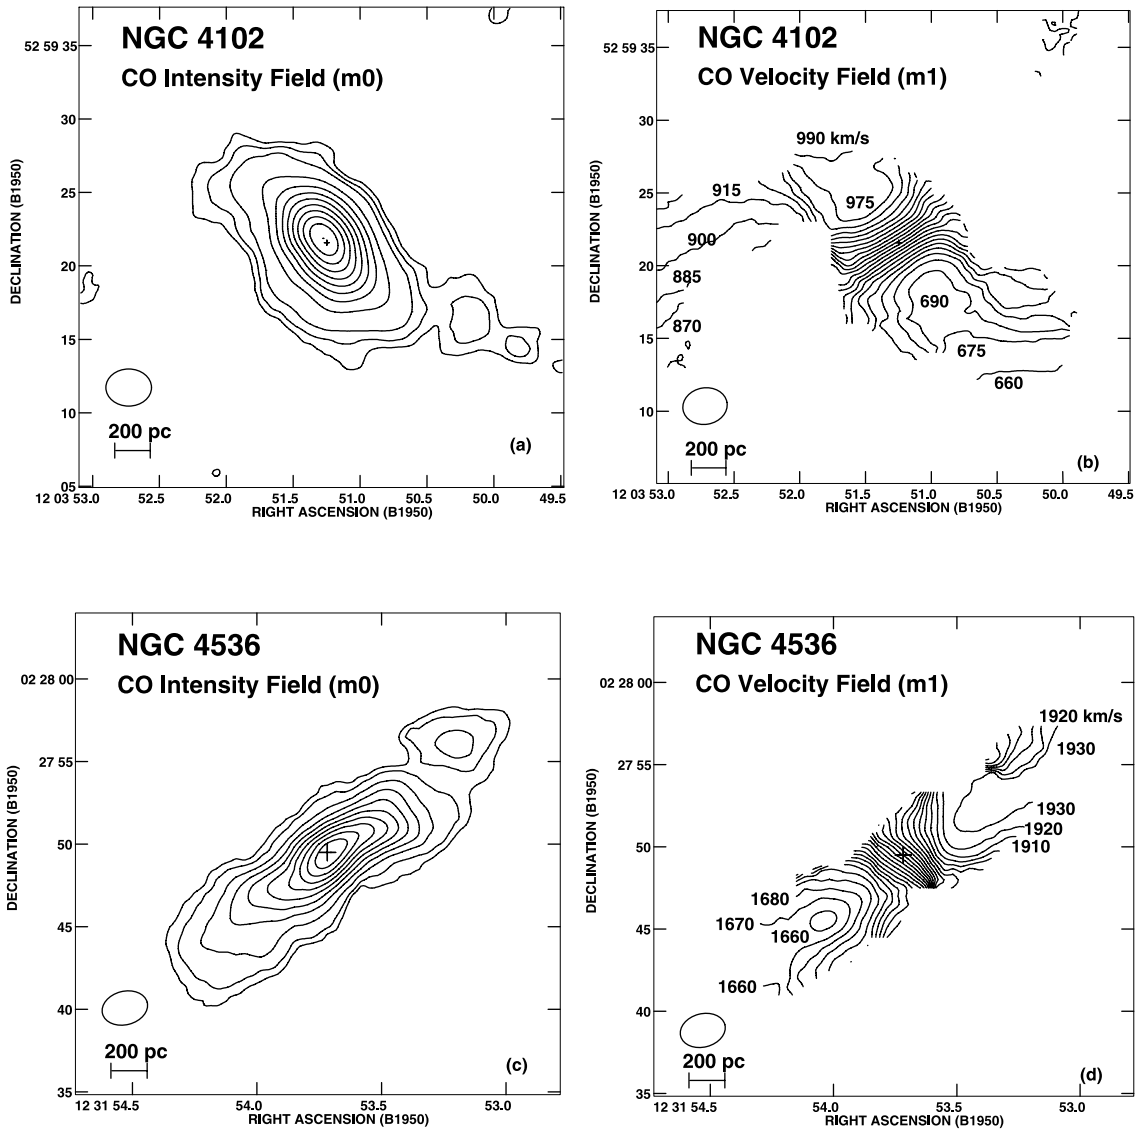 NGC 4102
CO Intensity Field (m0)
DECLINATION (B1950)
52 59 35
30
25
20
15
10
05
200 pc
(a)
12 03 53.0 52.5 52.0 51.5 51.0 50.5 50.0 49.5
RIGHT ASCENSION (B1950)
NGC 4102
CO Velocity Field (m1)
DECLINATION (B1950)
52 59 35
30
25
20
15
10
990 km/s
975
915
900
885
870
690
675
660
200 pc
(b)
12 03 53.0 52.5 52.0 51.5 51.0 50.5 50.0 49.5
RIGHT ASCENSION (B1950)
NGC 4536
CO Intensity Field (m0)
DECLINATION (B1950)
02 28 00
27 55
50
45
40
35
200 pc
(c)
12 31 54.5 54.0 53.5 53.0
RIGHT ASCENSION (B1950)
NGC 4536
CO Velocity Field (m1)
DECLINATION (B1950)
02 28 00
27 55
50
45
40
35
1920 km/s
1930
1930
1920
1910
1680
1670
1660
1660
200 pc
(d)
12 31 54.5 54.0 53.5 53.0
RIGHT ASCENSION (B1950)